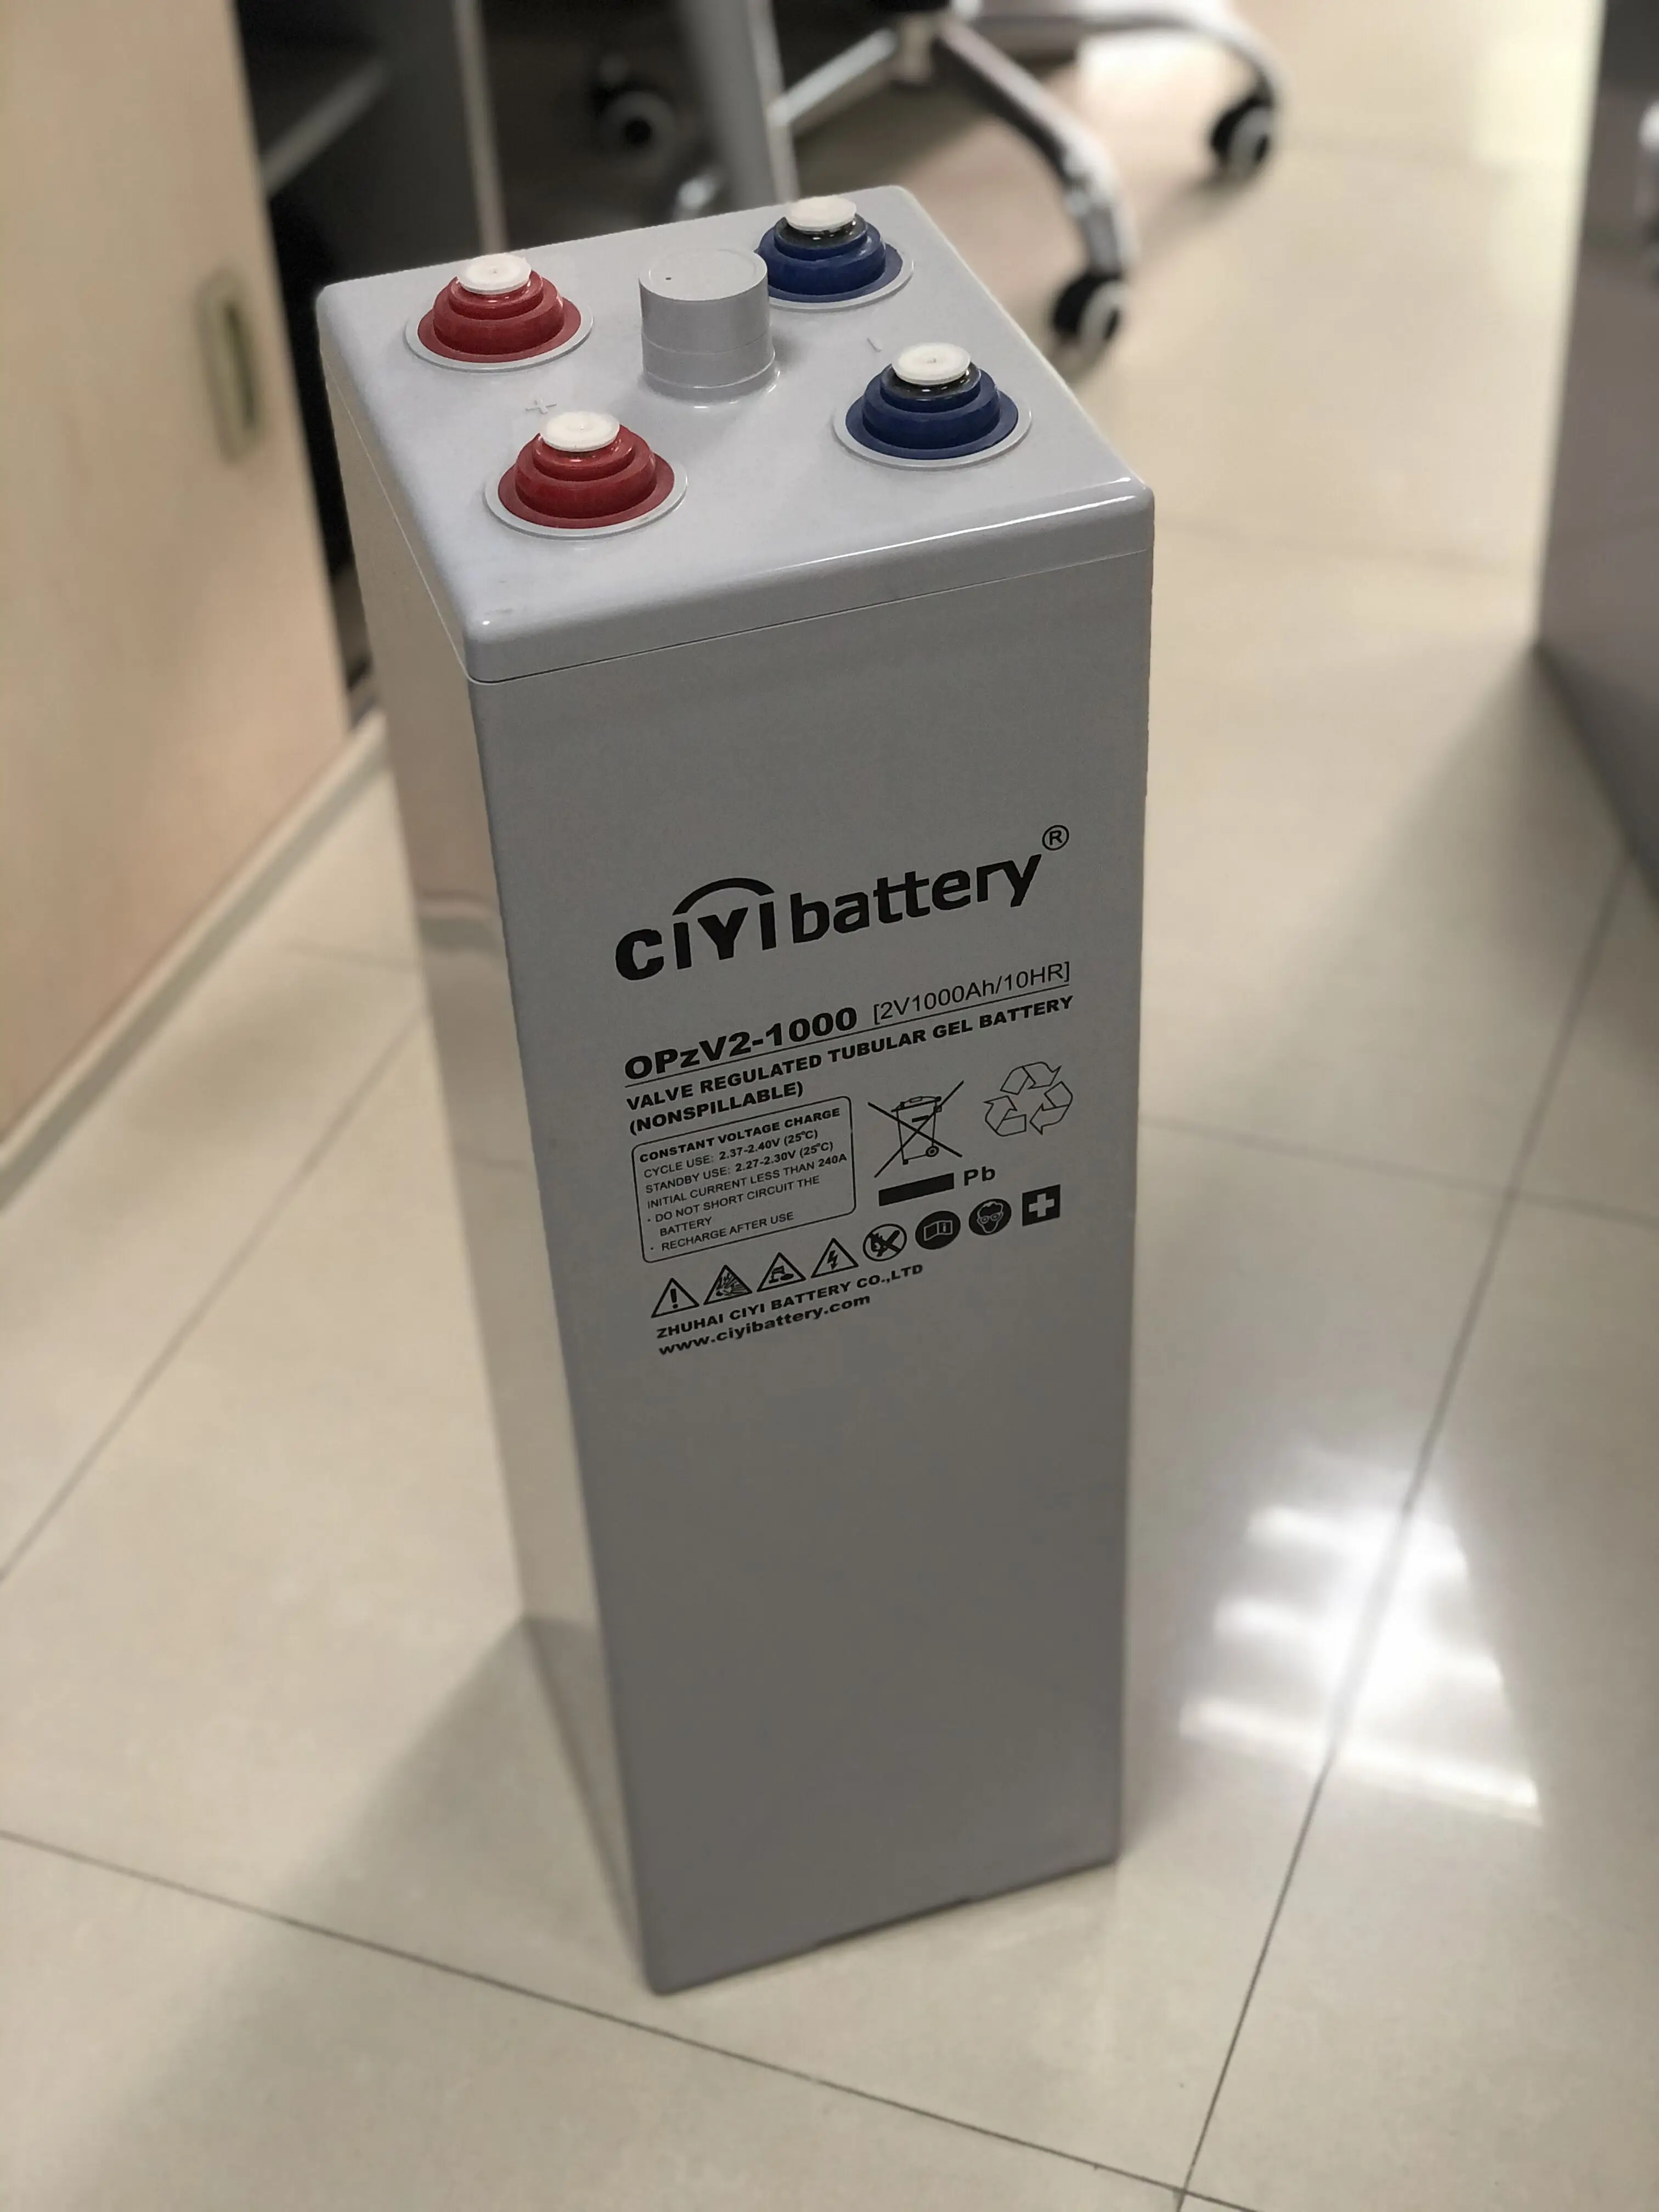 +
-
CIYIbattery®
OPzV2-1000 [2V1000Ah/10HR]
VALVE REGULATED TUBULAR GEL BATTERY
(NONSPILLABLE)
CONSTANT VOLTAGE CHARGE
CYCLE USE: 2.37-2.40V (25℃)
STANDBY USE: 2.27-2.30V (25℃)
INITIAL CURRENT LESS THAN 240A
· DO NOT SHORT CIRCUIT THE
BATTERY
· RECHARGE AFTER USE
Pb
ZHUHAI CIYI BATTERY CO.,LTD
www.ciyibattery.com